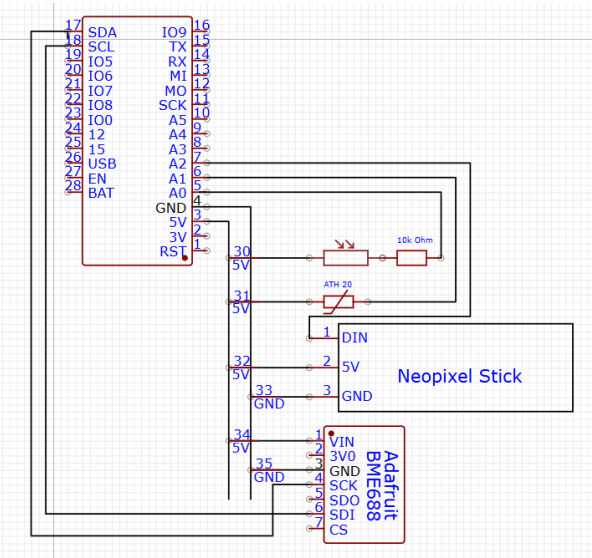 17 SDA IO9 16
18 SCL TX 15
19 IO5 RX 14
20 IO6 MI 13
21 IO7 MO 12
22 IO8 SCK 11
23 IO0 A5 10
24 12 A4 9
25 15 A3 8
26 USB A2 7
27 EN A1 6
28 BAT A0 5
GND 4
5V 3
3V 2
RST 1
30
5V
10k Ohm
31
5V
ATH 20
1 DIN
32
5V
2 5V
Neopixel Stick
33
GND
3 GND
34
5V
1 VIN
2 3V0
35
GND
3 GND
4 SCK
5 SDO
6 SDI
7 CS
Adafruit
BME688